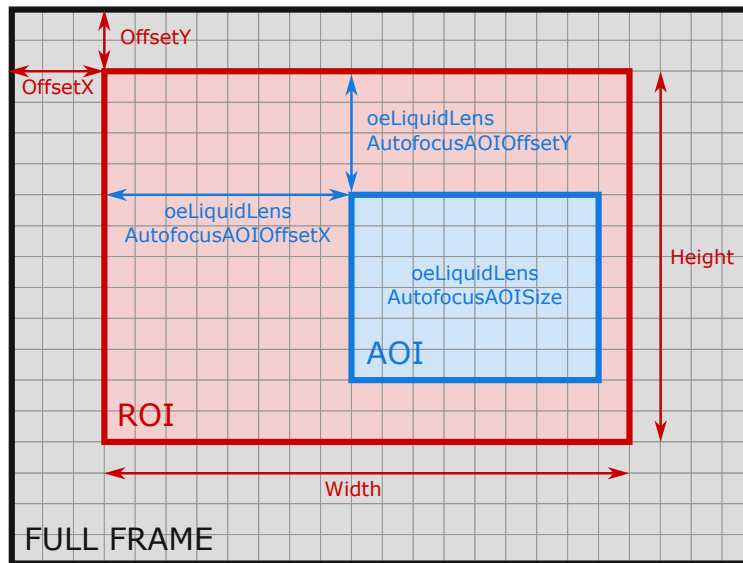 OffsetY
OffsetX
oeLiquidLens
AutofocusAOIOffsetY
oeLiquidLens
AutofocusAOIOffsetX
Height
oeLiquidLens
AutofocusAOISize
AOI
ROI
Width
FULL FRAME